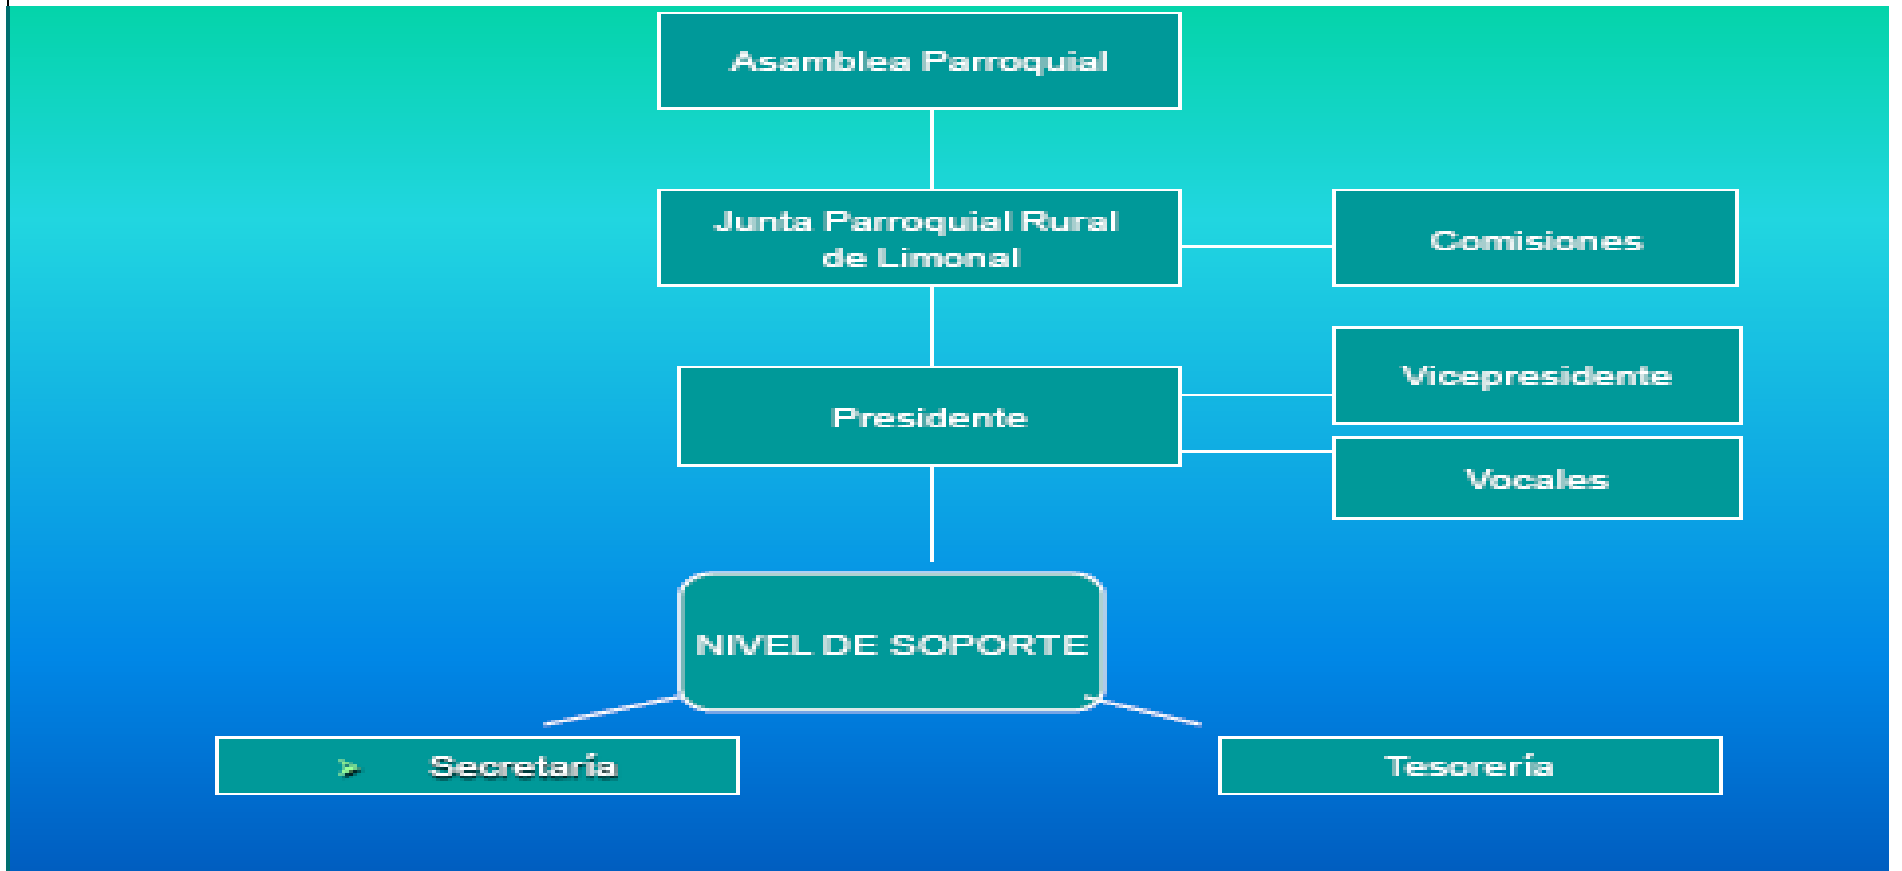 Asamblea Parroquial
Junta Parroquial Rural
de Limonal
Comisiones
Vicepresidente
Presidente
Vocales
NIVEL DE SOPORTE
Secretaría
Tesorería